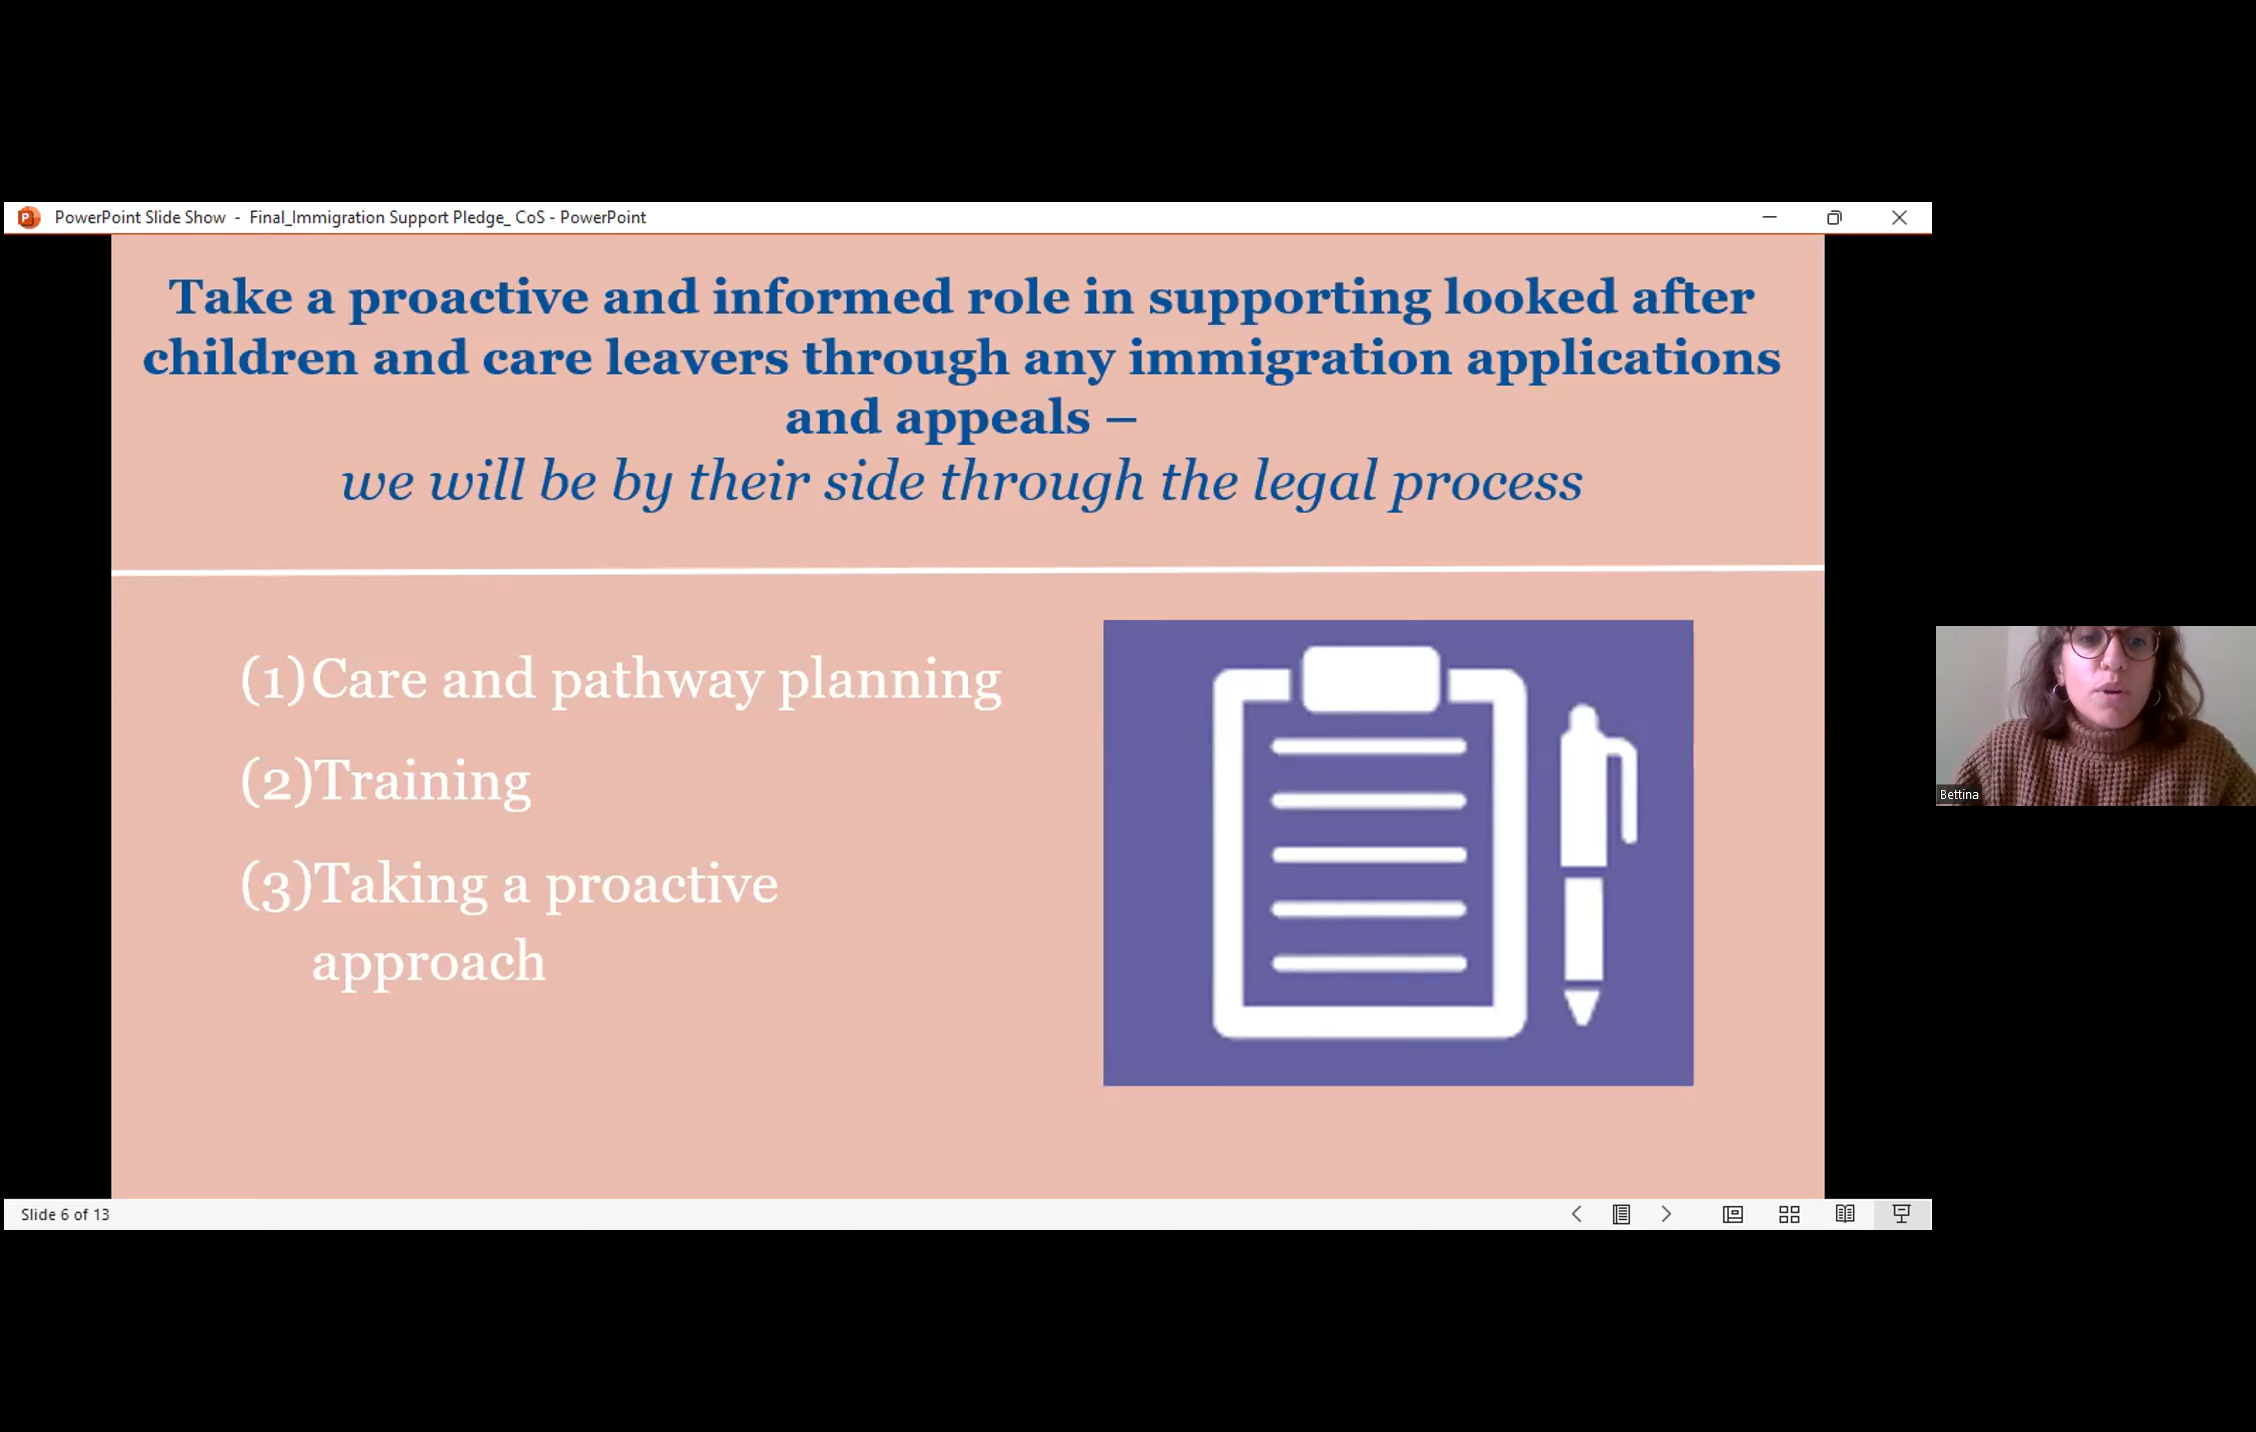 PowerPoint Slide Show - Final_Immigration Support Pledge_ CoS - PowerPoint
Take a proactive and informed role in supporting looked after
children and care leavers through any immigration applications
and appeals –
we will be by their side through the legal process
(1)Care and pathway planning
(2)Training
(3)Taking a proactive
approach
Bettina
Slide 6 of 13